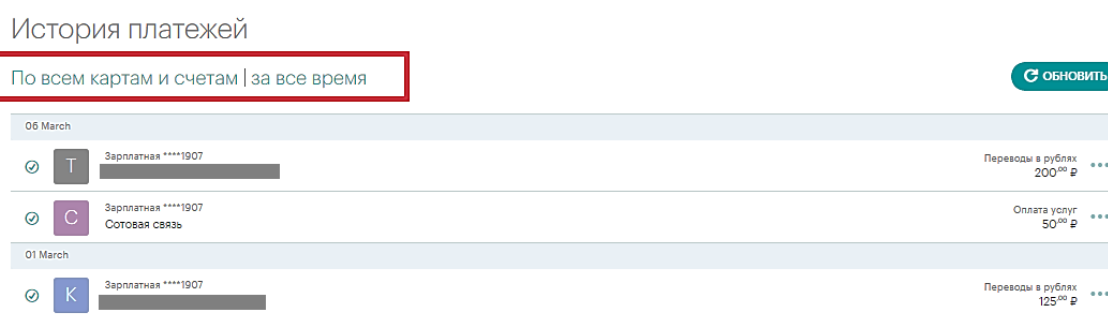 История платежей
По всем картам и счетам | за все время
ОБНОВИТЬ
06 March
Т
Зарплатная ****1907
Переводы в рублях
200,00 ₽
С
Зарплатная ****1907
Сотовая связь
Оплата услуг
50,00 ₽
01 March
К
Зарплатная ****1907
Переводы в рублях
125,00 ₽